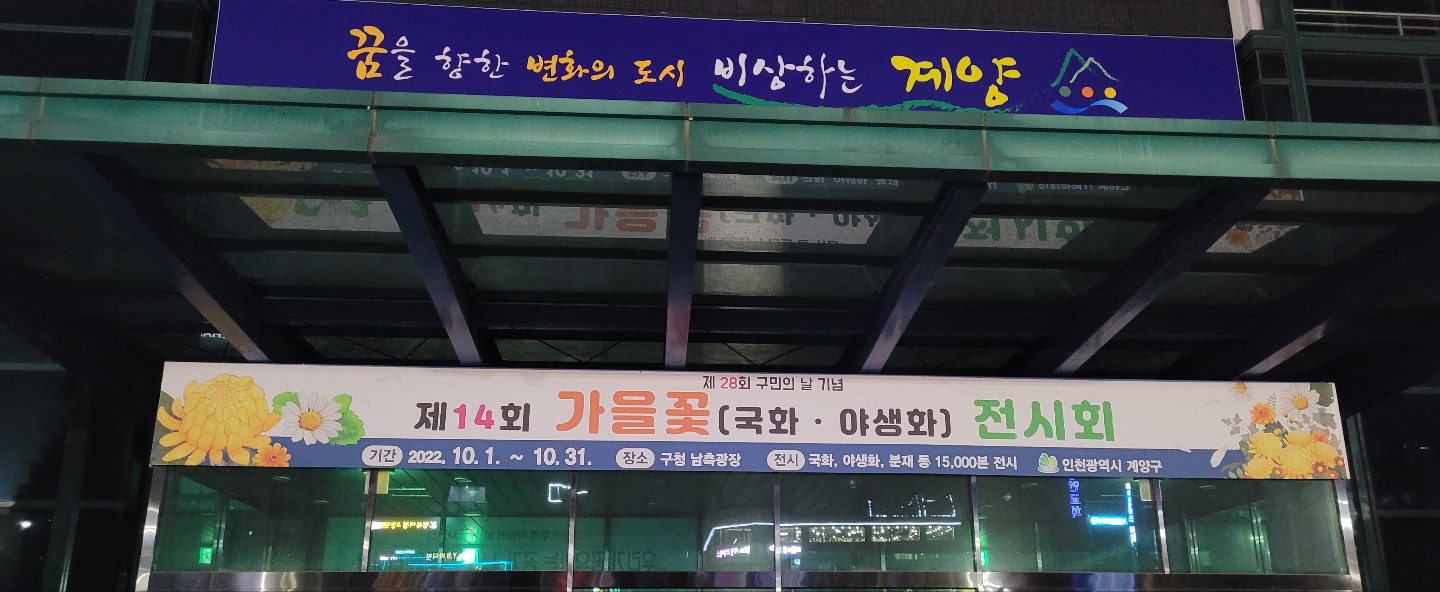 꿈을 향한 변화의 도시 비상하는 계양
제 28회 구민의 날 기념
제14회 가을꽃(국화 · 야생화) 전시회
기간 2022. 10. 1. ~ 10. 31. 장소 구청 남측광장 전시 국화, 야생화, 분재 등 15,000본 전시 인천광역시 계양구